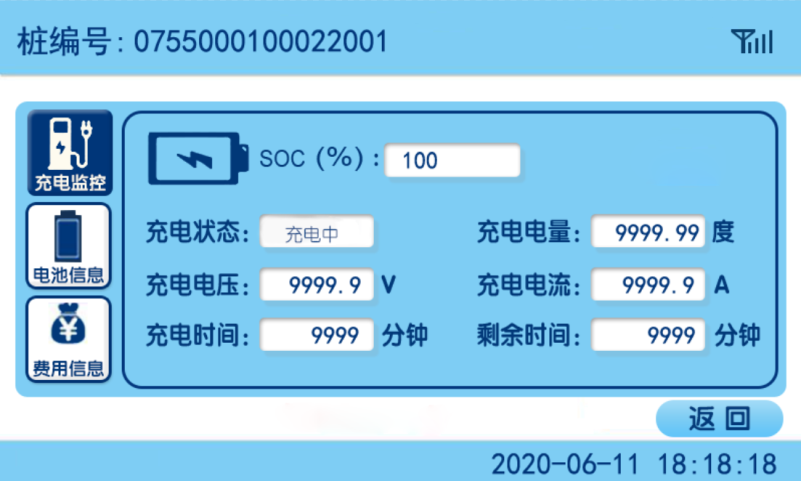 桩编号: 0755000100022001
充电监控
电池信息
费用信息
SOC (%) : 100
充电状态: 充电中 充电电量: 9999.99 度
充电电压: 9999.9 V 充电电流: 9999.9 A
充电时间: 9999 分钟 剩余时间: 9999 分钟
返回
2020-06-11 18:18:18